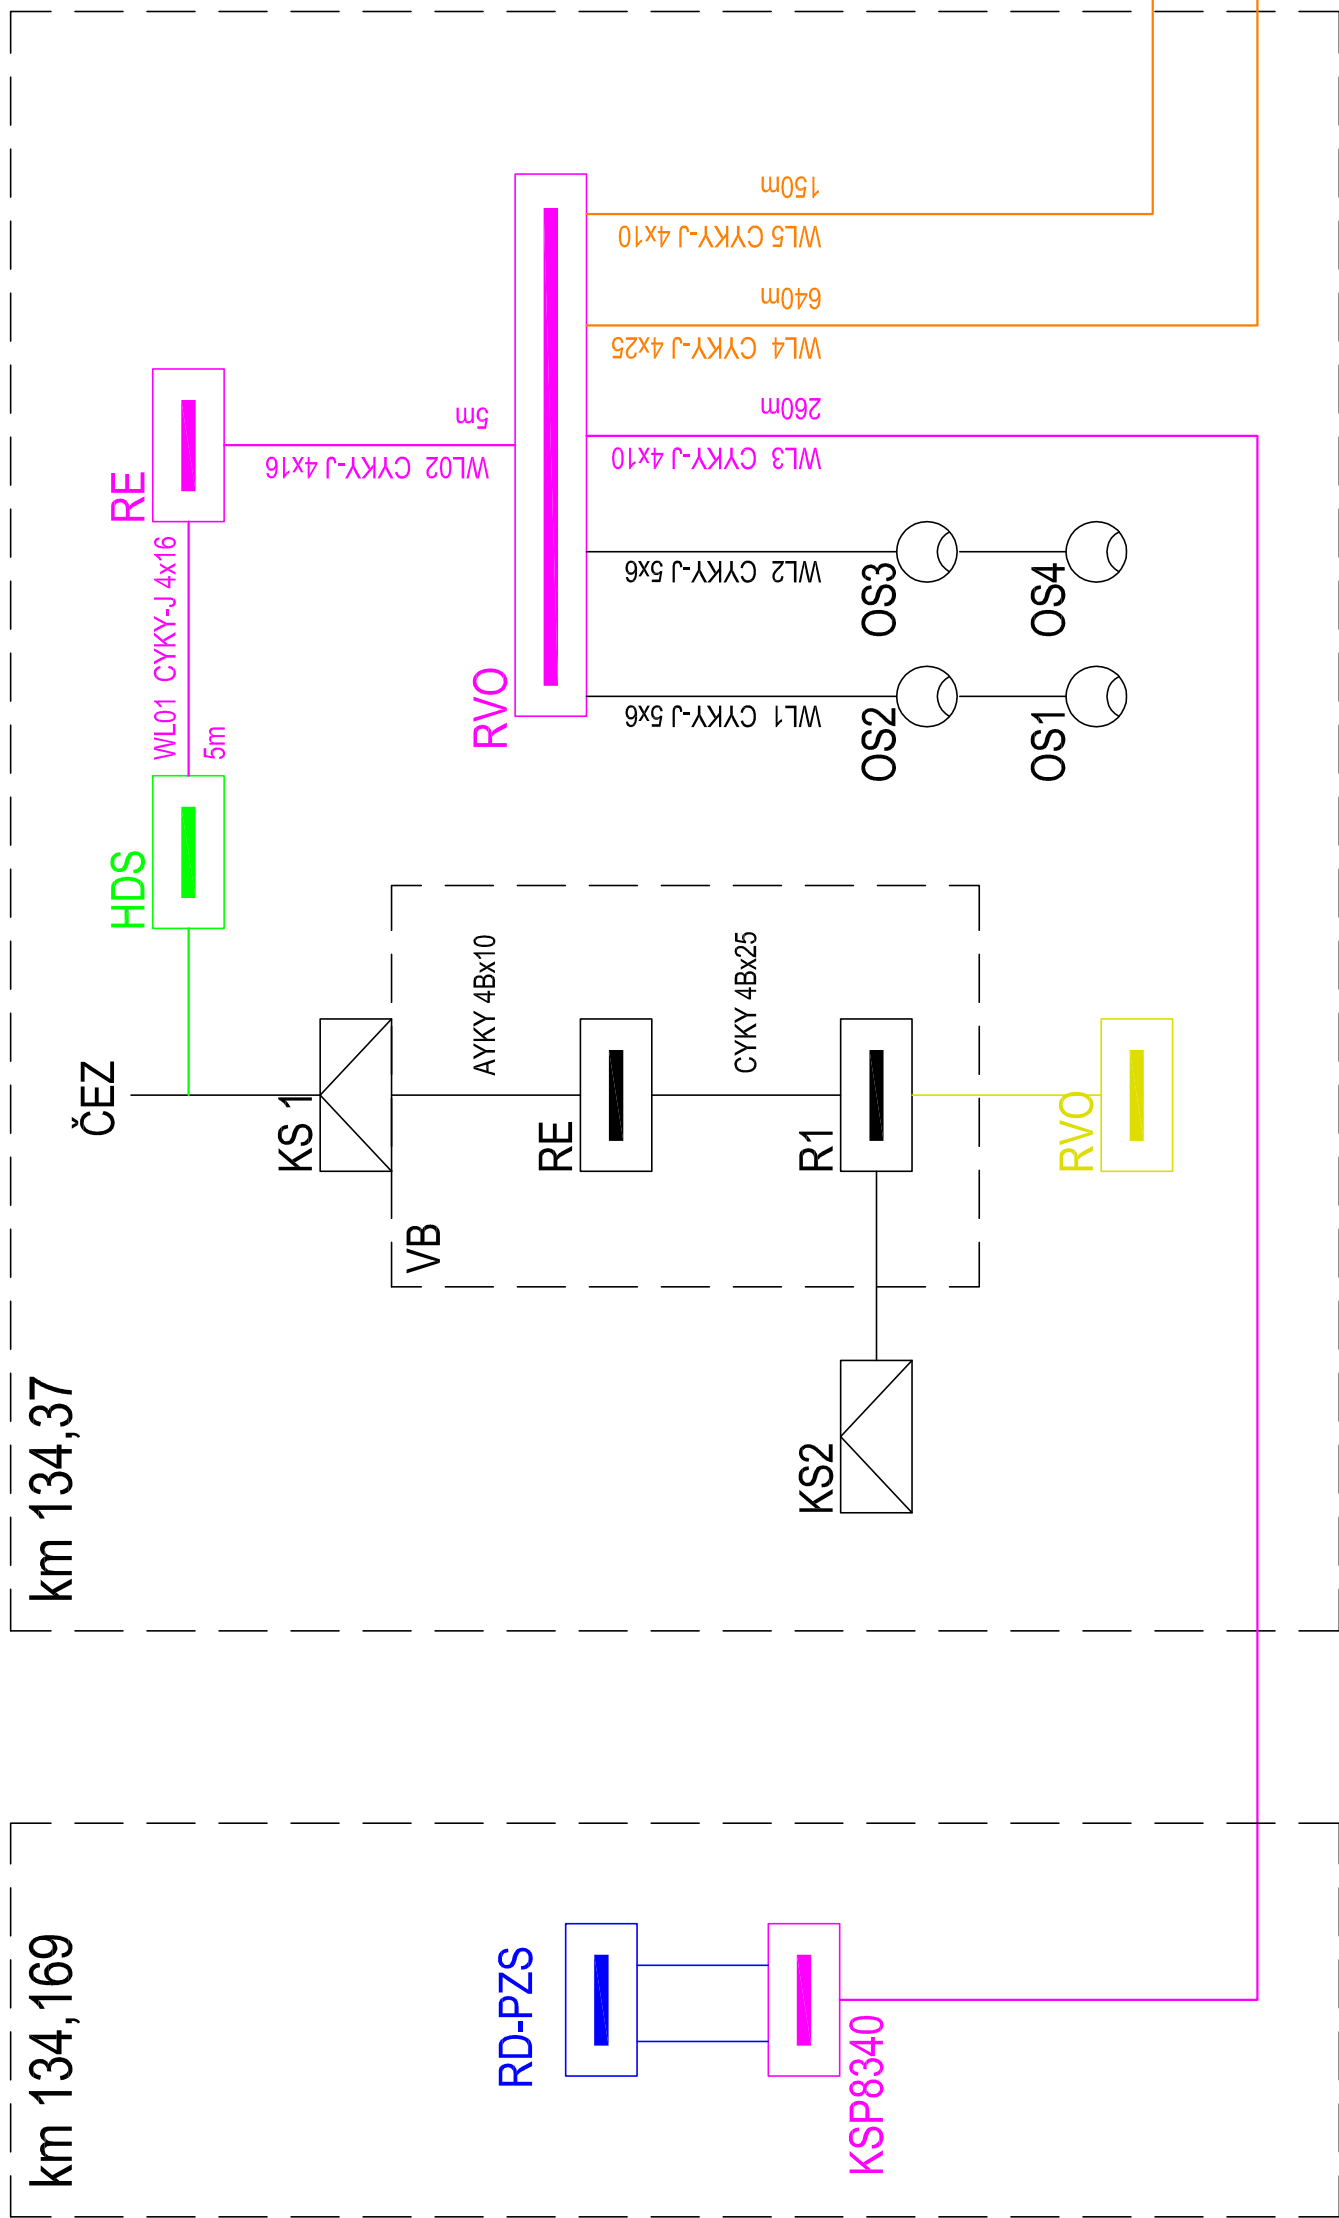 km 134,169
RD-PZS
KSP8340
km 134,37
ČEZ
KS 1
VB
AYKY 4Bx10
RE
CYKY 4Bx25
R1
KS2
RVO
HDS
WL01  CYKY-J 4x16
5m
RE
WL02  CYKY-J 4x16
5m
RVO
WL1  CYKY-J 5x6
OS2
OS1
WL2  CYKY-J 5x6
OS3
OS4
WL3  CYKY-J 4x10
260m
WL4  CYKY-J 4x25
640m
WL5 CYKY-J 4x10
150m